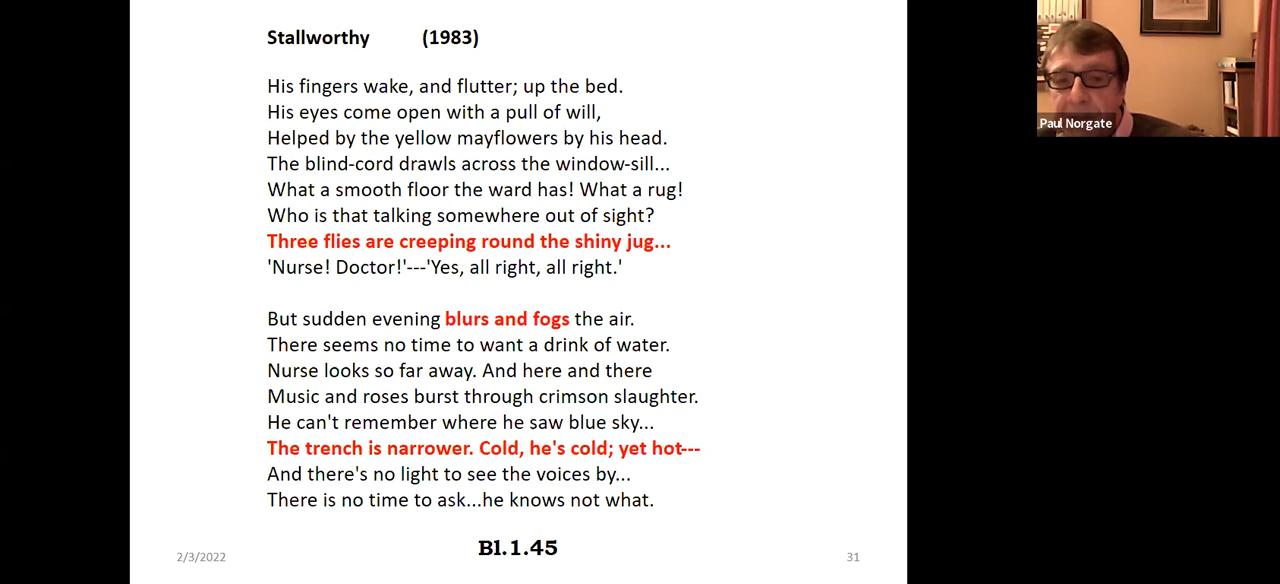 Stallworthy (1983)
His fingers wake, and flutter; up the bed.
His eyes come open with a pull of will,
Helped by the yellow mayflowers by his head.
The blind-cord drawls across the window-sill...
What a smooth floor the ward has! What a rug!
Who is that talking somewhere out of sight?
Three flies are creeping round the shiny jug...
'Nurse! Doctor!'---'Yes, all right, all right.'
But sudden evening blurs and fogs the air.
There seems no time to want a drink of water.
Nurse looks so far away. And here and there
Music and roses burst through crimson slaughter.
He can't remember where he saw blue sky...
The trench is narrower. Cold, he's cold; yet hot---
And there's no light to see the voices by...
There is no time to ask...he knows not what.
Bl.1.45
2/3/2022
31
Paul Norgate